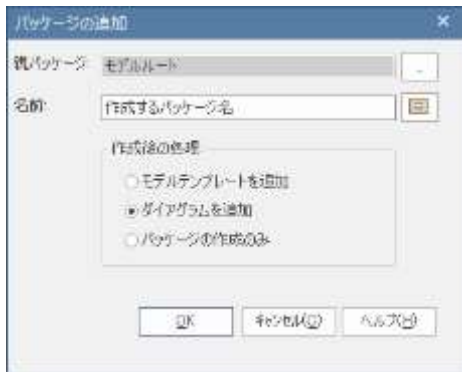 パッケージの追加
親パッケージ: モデルルート
名前: 作成するパッケージ名
作成後の処理
モデルテンプレートを追加
ダイアグラムを追加
パッケージの作成のみ
OK キャンセル(C) ヘルプ(H)